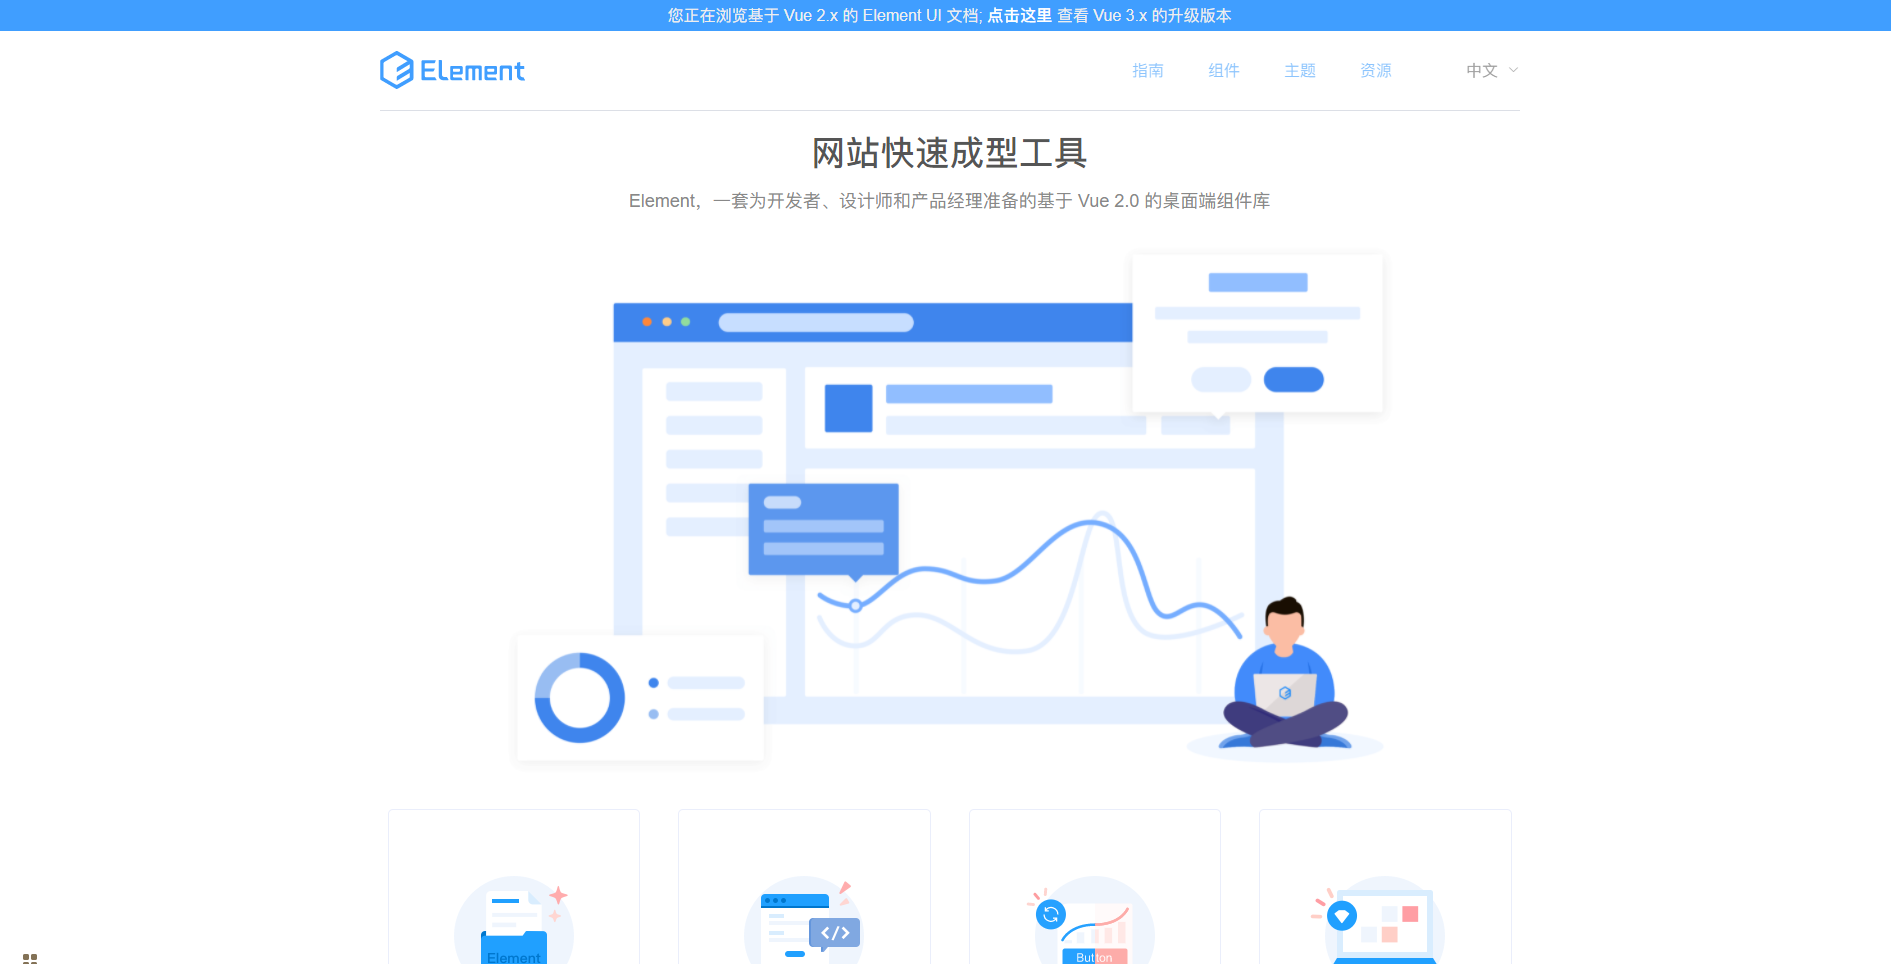 您正在浏览基于 Vue 2.x 的 Element UI 文档; 点击这里 查看 Vue 3.x 的升级版本
Element
指南 组件 主题 资源 中文
网站快速成型工具
Element，一套为开发者、设计师和产品经理准备的基于 Vue 2.0 的桌面端组件库
Element
</>
Button